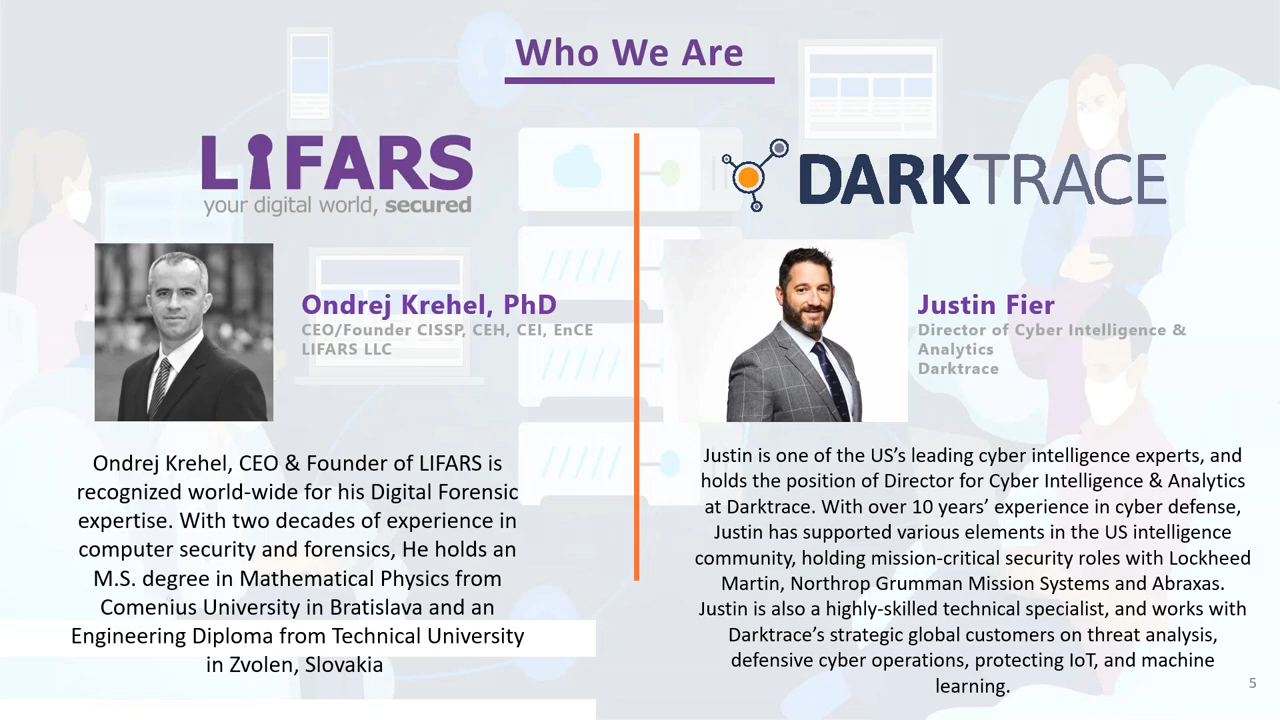 Who We Are
LIFARS
your digital world, secured
Ondrej Krehel, PhD
CEO/Founder CISSP, CEH, CEI, EnCE
LIFARS LLC
Ondrej Krehel, CEO & Founder of LIFARS is
recognized world-wide for his Digital Forensic
expertise. With two decades of experience in
computer security and forensics, He holds an
M.S. degree in Mathematical Physics from
Comenius University in Bratislava and an
Engineering Diploma from Technical University
in Zvolen, Slovakia
DARKTRACE
Justin Fier
Director of Cyber Intelligence &
Analytics
Darktrace
Justin is one of the US’s leading cyber intelligence experts, and
holds the position of Director for Cyber Intelligence & Analytics
at Darktrace. With over 10 years’ experience in cyber defense,
Justin has supported various elements in the US intelligence
community, holding mission-critical security roles with Lockheed
Martin, Northrop Grumman Mission Systems and Abraxas.
Justin is also a highly-skilled technical specialist, and works with
Darktrace’s strategic global customers on threat analysis,
defensive cyber operations, protecting IoT, and machine
learning.
5